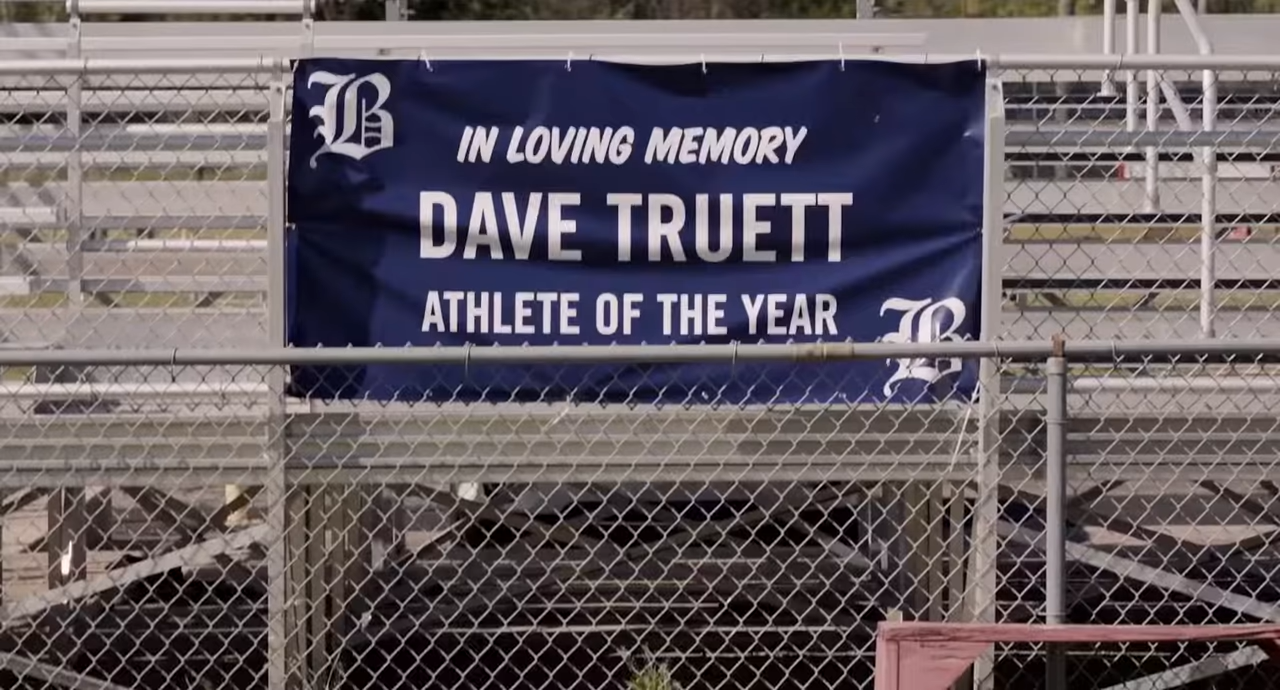 B
IN LOVING MEMORY
DAVE TRUETT
ATHLETE OF THE YEAR
B